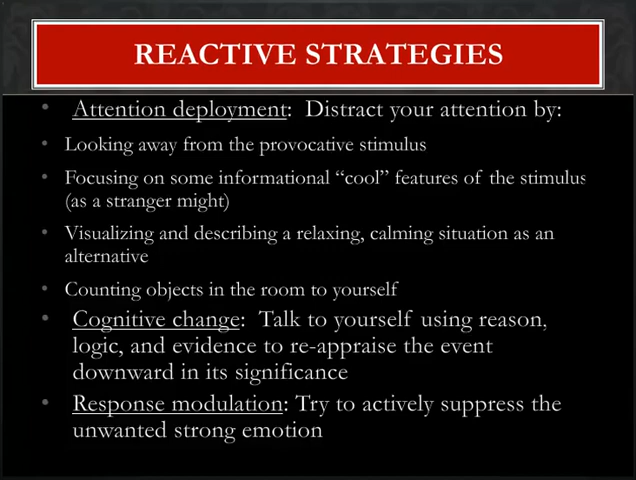 REACTIVE STRATEGIES
• Attention deployment: Distract your attention by:
• Looking away from the provocative stimulus
• Focusing on some informational “cool” features of the stimulus
(as a stranger might)
• Visualizing and describing a relaxing, calming situation as an
alternative
• Counting objects in the room to yourself
• Cognitive change: Talk to yourself using reason,
logic, and evidence to re-appraise the event
downward in its significance
• Response modulation: Try to actively suppress the
unwanted strong emotion